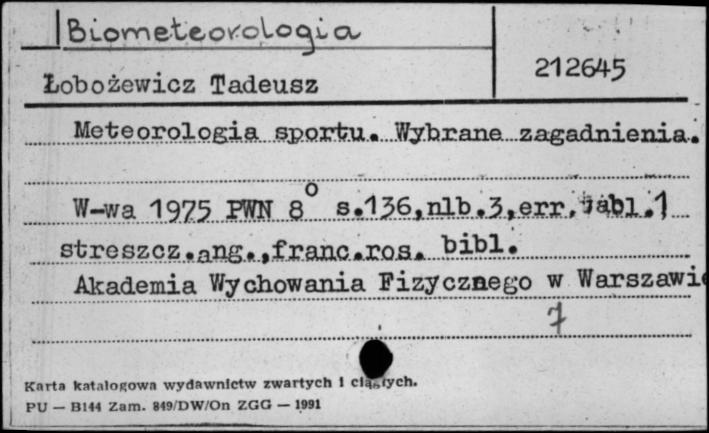 Biometeorologia
212645
Łobożewicz Tadeusz
Meteorologia sportu. Wybrane zagadnienia.
W-wa 1975 PWN 8° s.136,nlb.3,err. tabl.1
streszcz.ang.,franc.ros. bibl.
Akademia Wychowania Fizycznego w Warszawie
7
Karta katalogowa wydawnictw zwartych i ciągłych.
PU — B144 Zam. 849/DW/On ZGG — 1991